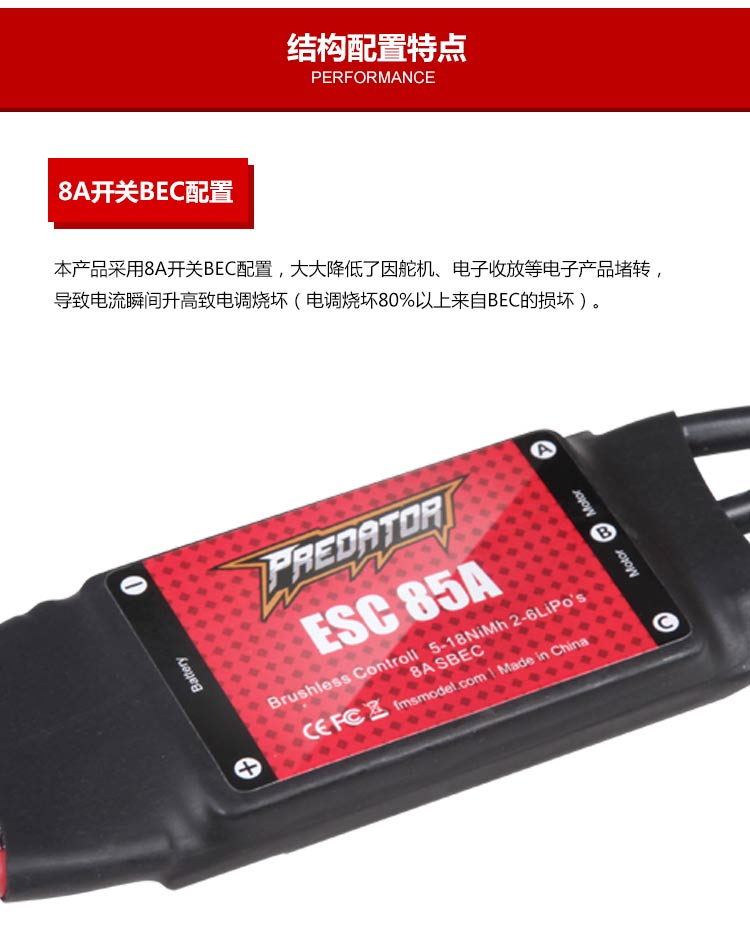 结构配置特点
PERFORMANCE
8A开关BEC配置
本产品采用8A开关BEC配置，大大降低了因舵机、电子收放等电子产品堵转，
导致电流瞬间升高致电调烧坏（电调烧坏80%以上来自BEC的损坏）。
PREDATOR
ESC 85A
Brushless Controll 5-18NiMh 2-6LiPo's
8A SBEC
fmsmodel.com | Made in China
CE FC
Battery
Motor
Motor
A
B
C